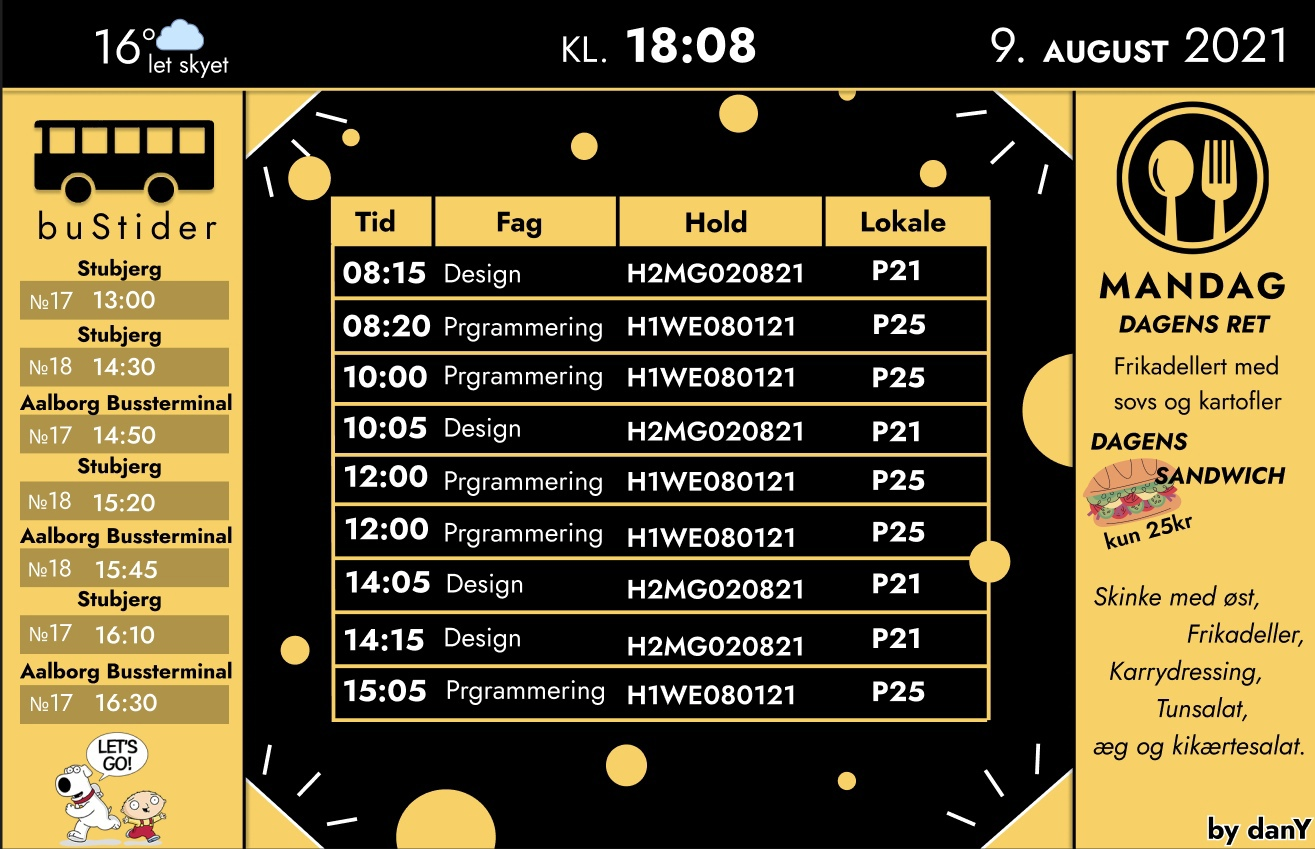 16° let skyet
KL. 18:08
9. AUGUST 2021
buStider
Stubjerg
№17 13:00
Stubjerg
№18 14:30
Aalborg Bussterminal
№17 14:50
Stubjerg
№18 15:20
Aalborg Bussterminal
№18 15:45
Stubjerg
№17 16:10
Aalborg Bussterminal
№17 16:30
LET'S
GO!
Tid Fag Hold Lokale
08:15 Design H2MG020821 P21
08:20 Prgrammering H1WE080121 P25
10:00 Prgrammering H1WE080121 P25
10:05 Design H2MG020821 P21
12:00 Prgrammering H1WE080121 P25
12:00 Prgrammering H1WE080121 P25
14:05 Design H2MG020821 P21
14:15 Design H2MG020821 P21
15:05 Prgrammering H1WE080121 P25
MANDAG
DAGENS RET
Frikadellert med
sovs og kartofler
DAGENS
SANDWICH
kun 25kr
Skinke med øst,
Frikadeller,
Karrydressing,
Tunsalat,
æg og kikærtesalat.
by danY